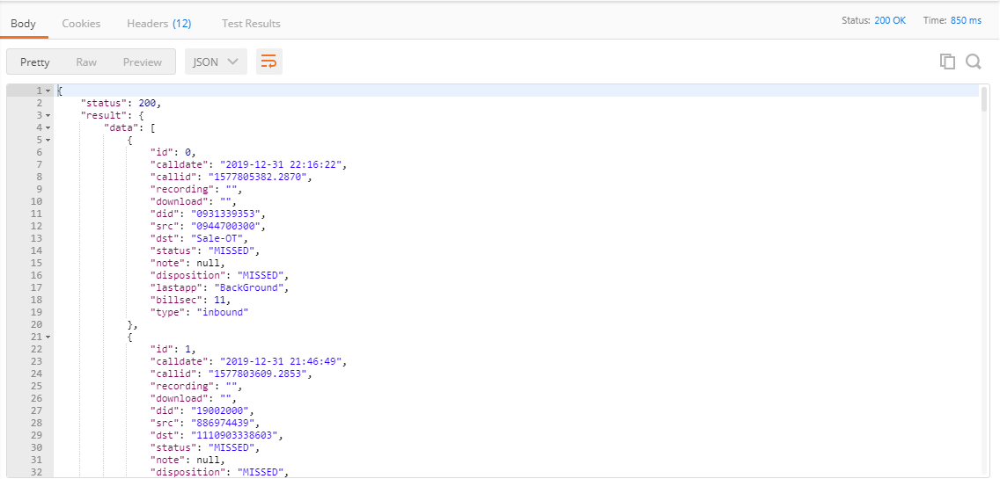 Body Cookies Headers (12) Test Results Status: 200 OK Time: 850 ms
Pretty Raw Preview JSON
1 {
2 "status": 200,
3 "result": {
4 "data": [
5 {
6 "id": 0,
7 "calldate": "2019-12-31 22:16:22",
8 "callid": "1577805382.2870",
9 "recording": "",
10 "download": "",
11 "did": "0931339353",
12 "src": "0944700300",
13 "dst": "Sale-OT",
14 "status": "MISSED",
15 "note": null,
16 "disposition": "MISSED",
17 "lastapp": "BackGround",
18 "billsec": 11,
19 "type": "inbound"
20 },
21 {
22 "id": 1,
23 "calldate": "2019-12-31 21:46:49",
24 "callid": "1577803609.2853",
25 "recording": "",
26 "download": "",
27 "did": "19002000",
28 "src": "886974439",
29 "dst": "1110903338603",
30 "status": "MISSED",
31 "note": null,
32 "disposition": "MISSED",